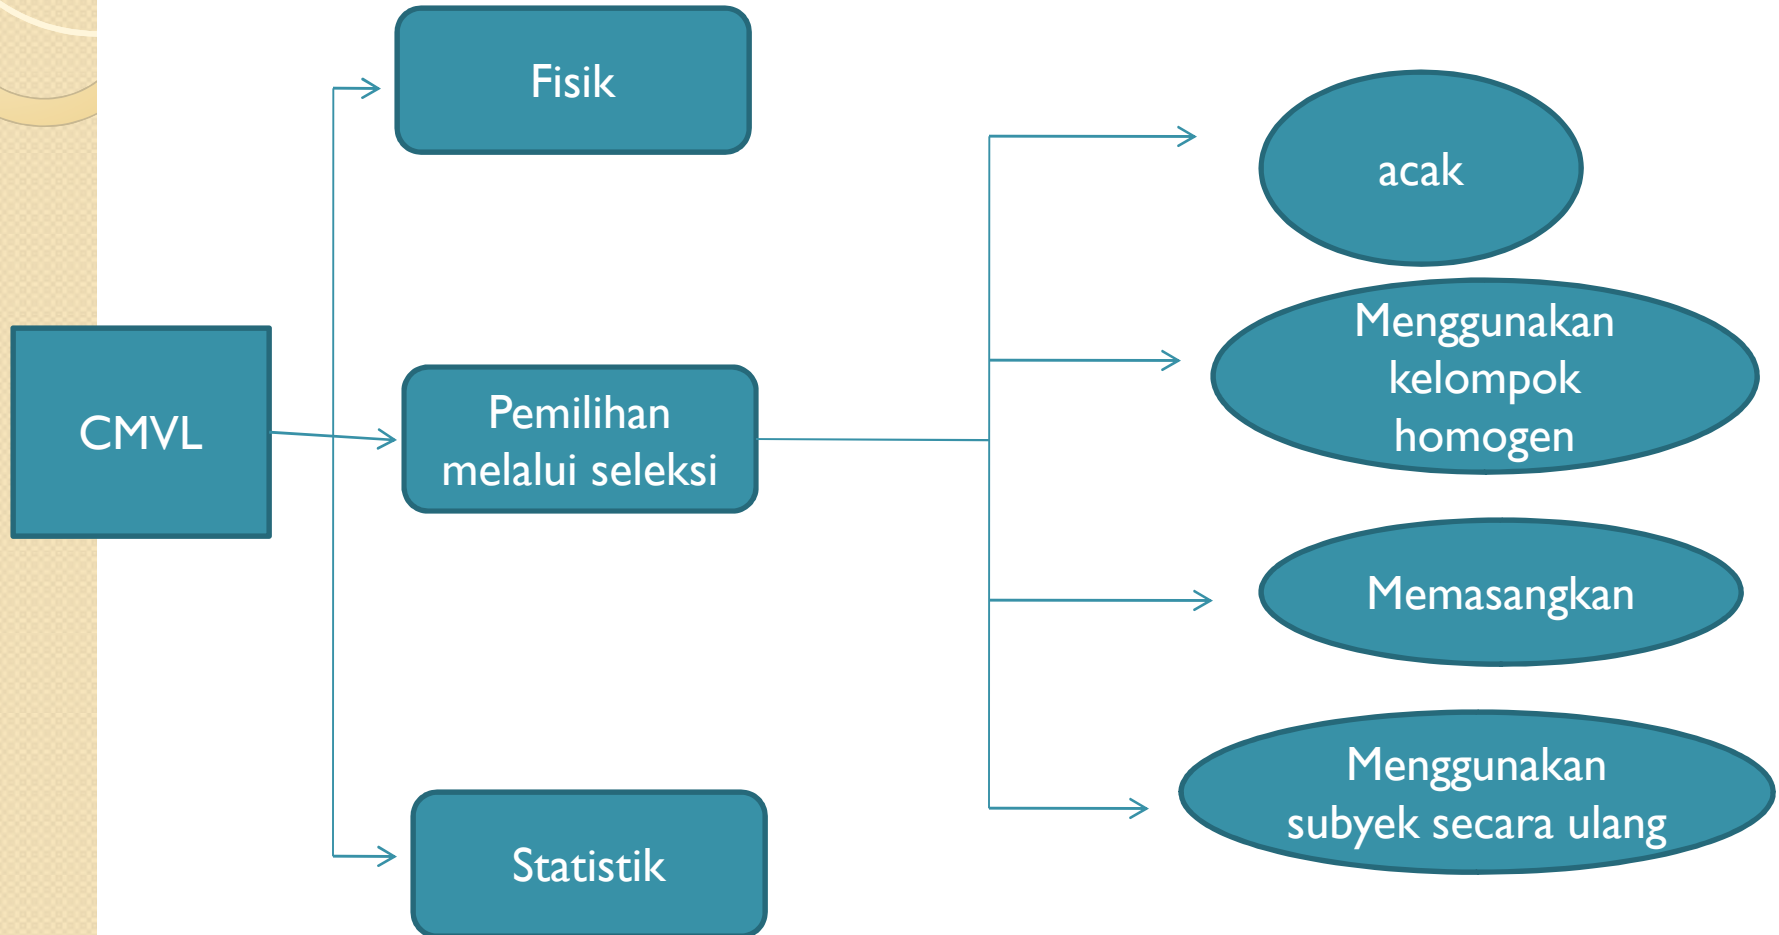 Fisik
acak
Menggunakan
kelompok
homogen
CMVL
Pemilihan
melalui seleksi
Memasangkan
Menggunakan
subyek secara ulang
Statistik